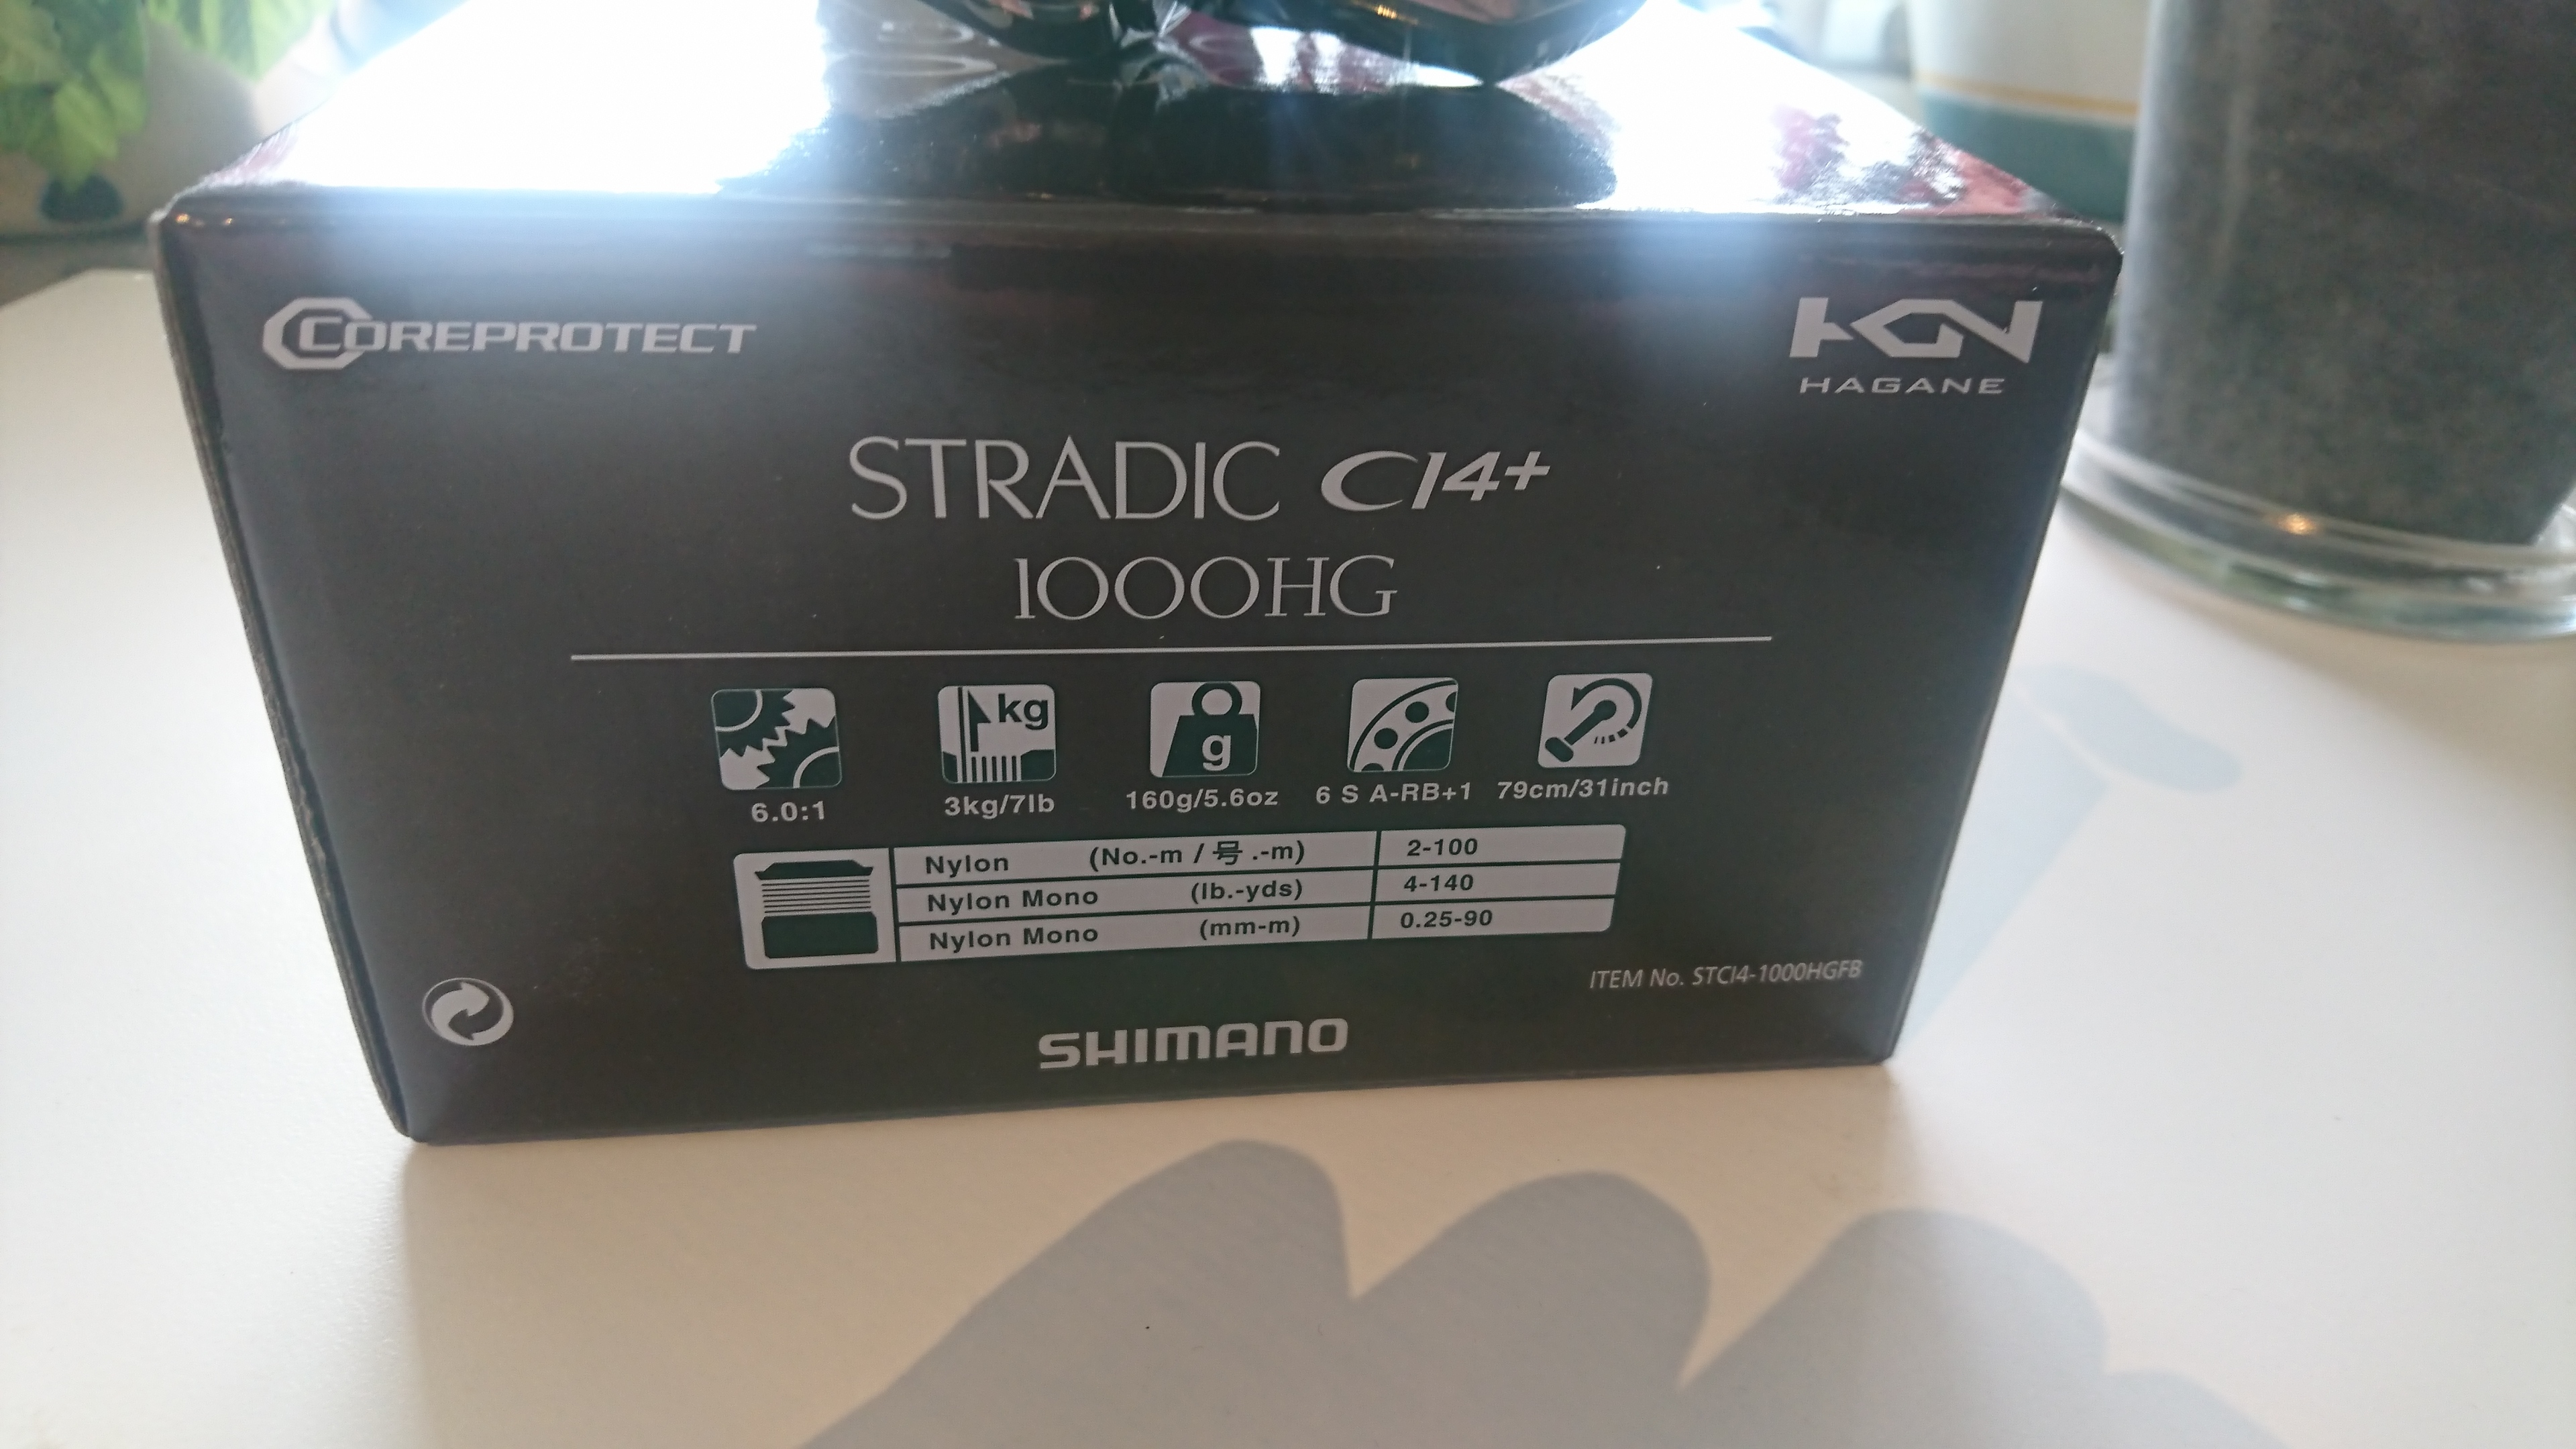 COREPROTECT
HGN
HAGANE
STRADIC CI4+
1000HG
kg
g
6.0:1 3kg/7lb 160g/5.6oz 6 S A-RB+1 79cm/31inch
Nylon (No.-m / 号.-m) 2-100
Nylon Mono (lb.-yds) 4-140
Nylon Mono (mm-m) 0.25-90
ITEM No. STCI4-1000HGFB
SHIMANO